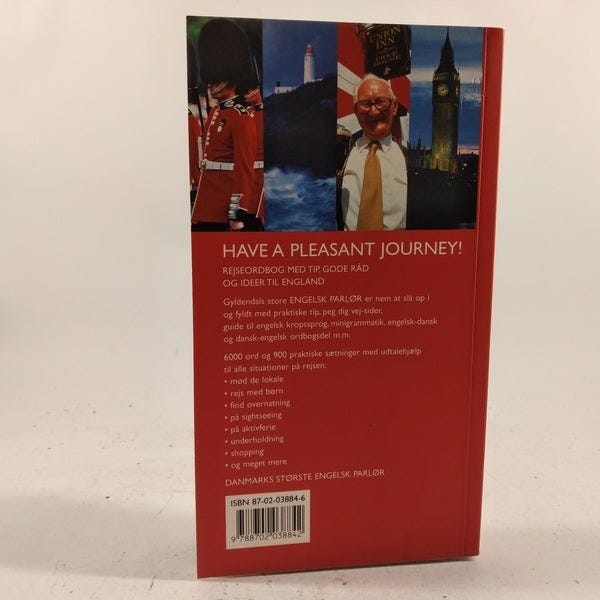 UNION
INN
FREE HOUSE
HAVE A PLEASANT JOURNEY!
REJSEORDBOG MED TIP, GODE RÅD
OG IDEER TIL ENGLAND
Gyldendals store ENGELSK PARLØR er nem at slå op i
og fyldt med praktiske tip, peg dig vej-sider,
guide til engelsk kropssprog, minigrammatik, engelsk-dansk
og dansk-engelsk ordbogsdel m.m.
6000 ord og 900 praktiske sætninger med udtalehjælp
til alle situationer på rejsen:
• mød de lokale
• rejs med børn
• find overnatning
• på sightseeing
• på aktivferie
• underholdning
• shopping
• og meget mere
DANMARKS STØRSTE ENGELSK PARLØR
ISBN 87-02-03884-6
9 788702 038842